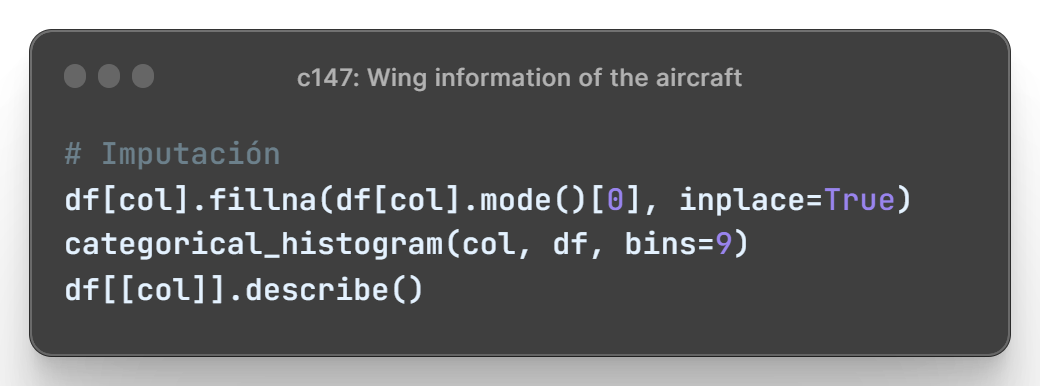 c147: Wing information of the aircraft
# Imputación
df[col].fillna(df[col].mode()[0], inplace=True)
categorical_histogram(col, df, bins=9)
df[[col]].describe()